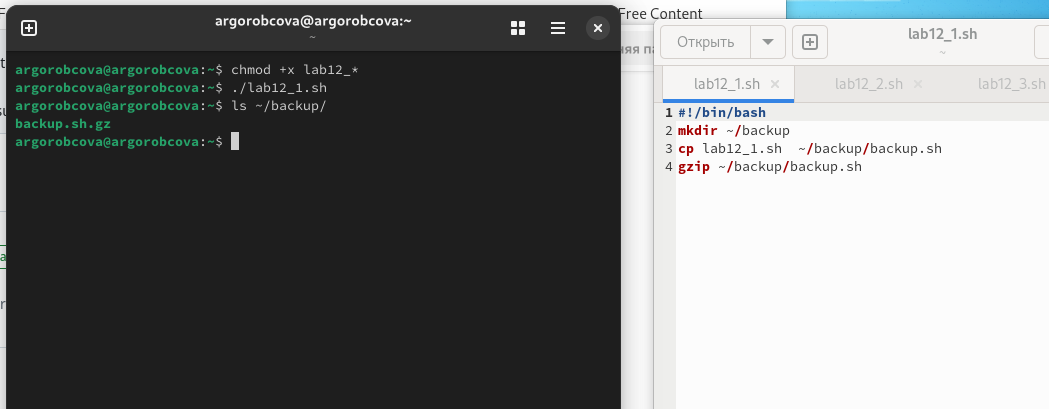 argorobcova@argorobcova:~
~
argorobcova@argorobcova:~$ chmod +x lab12_*
argorobcova@argorobcova:~$ ./lab12_1.sh
argorobcova@argorobcova:~$ ls ~/backup/
backup.sh.gz
argorobcova@argorobcova:~$
Free Content
Открыть
lab12_1.sh
~
lab12_1.sh
lab12_2.sh
lab12_3.sh
1 #!/bin/bash
2 mkdir ~/backup
3 cp lab12_1.sh  ~/backup/backup.sh
4 gzip ~/backup/backup.sh